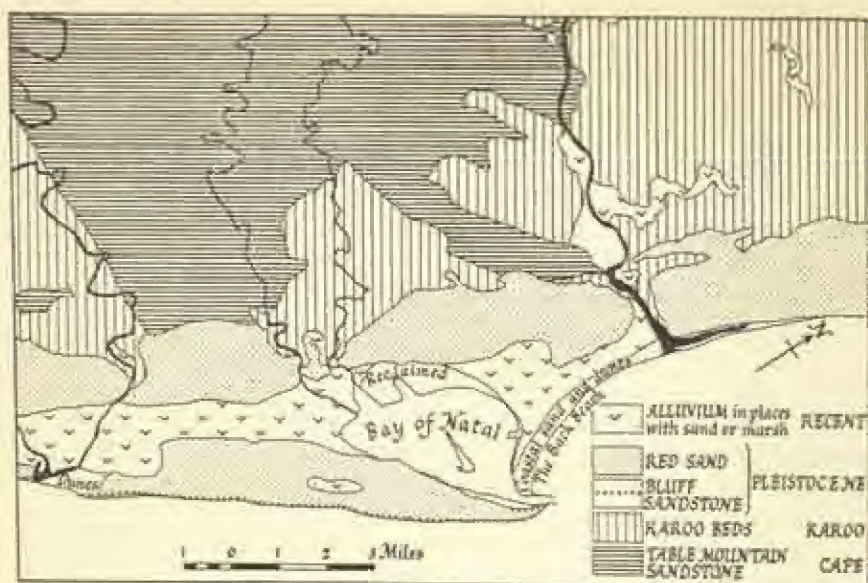 Reclaimed
Bay of Natal
Coastal sand and dunes
The Back Beach
Dunes
N
ALLUVIUM in places
with sand or marsh
RECENT
RED SAND
BLUFF
SANDSTONE
PLEISTOCENE
KAROO BEDS
KAROO
TABLE MOUNTAIN
SANDSTONE
CAPE
1 0 1 2 3 Miles